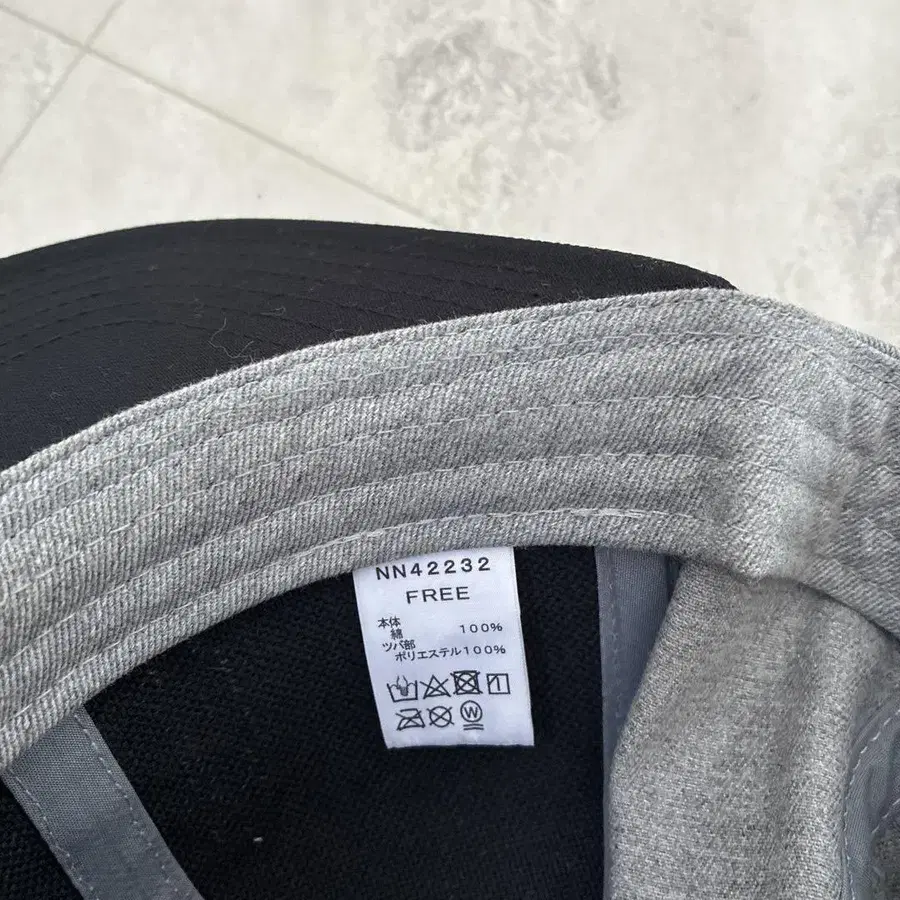 NN42232
FREE
本体
綿 100%
ツバ部
ポリエステル100%
W